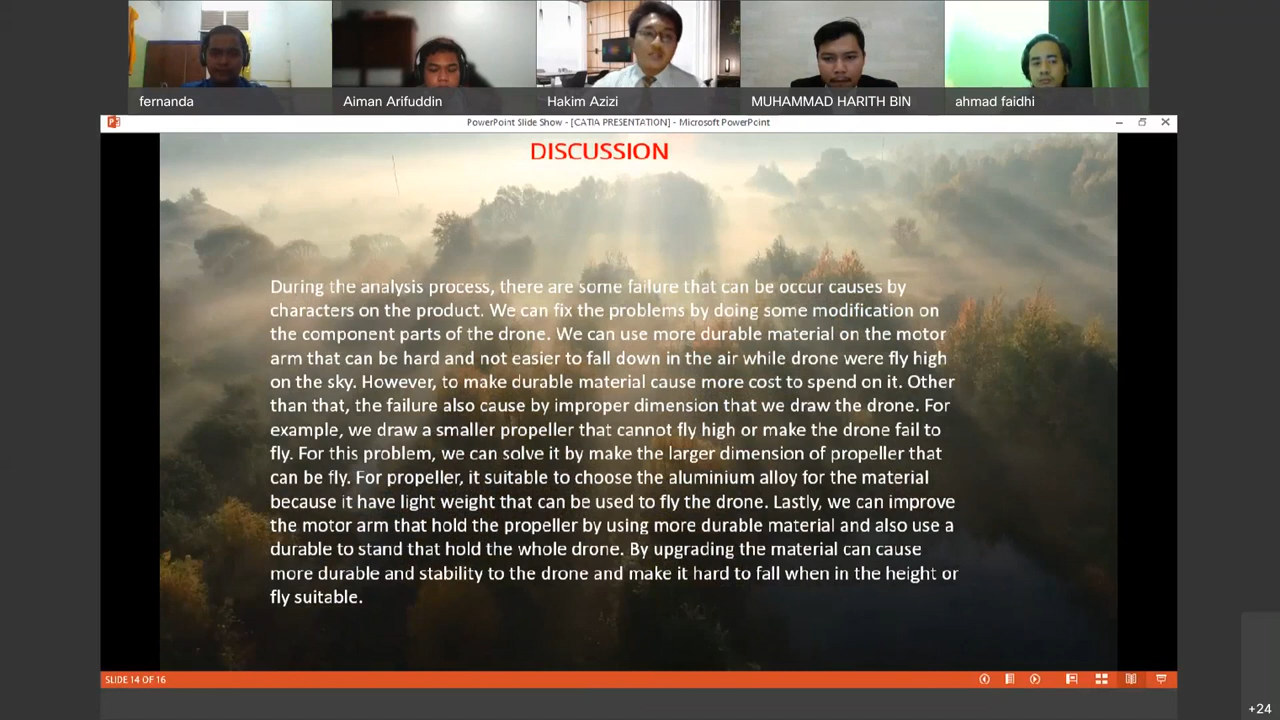 fernanda
Aiman Arifuddin
Hakim Azizi
MUHAMMAD HARITH BIN
ahmad faidhi
PowerPoint Slide Show - [CATIA PRESENTATION] - Microsoft PowerPoint
DISCUSSION
During the analysis process, there are some failure that can be occur causes by
characters on the product. We can fix the problems by doing some modification on
the component parts of the drone. We can use more durable material on the motor
arm that can be hard and not easier to fall down in the air while drone were fly high
on the sky. However, to make durable material cause more cost to spend on it. Other
than that, the failure also cause by improper dimension that we draw the drone. For
example, we draw a smaller propeller that cannot fly high or make the drone fail to
fly. For this problem, we can solve it by make the larger dimension of propeller that
can be fly. For propeller, it suitable to choose the aluminium alloy for the material
because it have light weight that can be used to fly the drone. Lastly, we can improve
the motor arm that hold the propeller by using more durable material and also use a
durable to stand that hold the whole drone. By upgrading the material can cause
more durable and stability to the drone and make it hard to fall when in the height or
fly suitable.
SLIDE 14 OF 16
+24